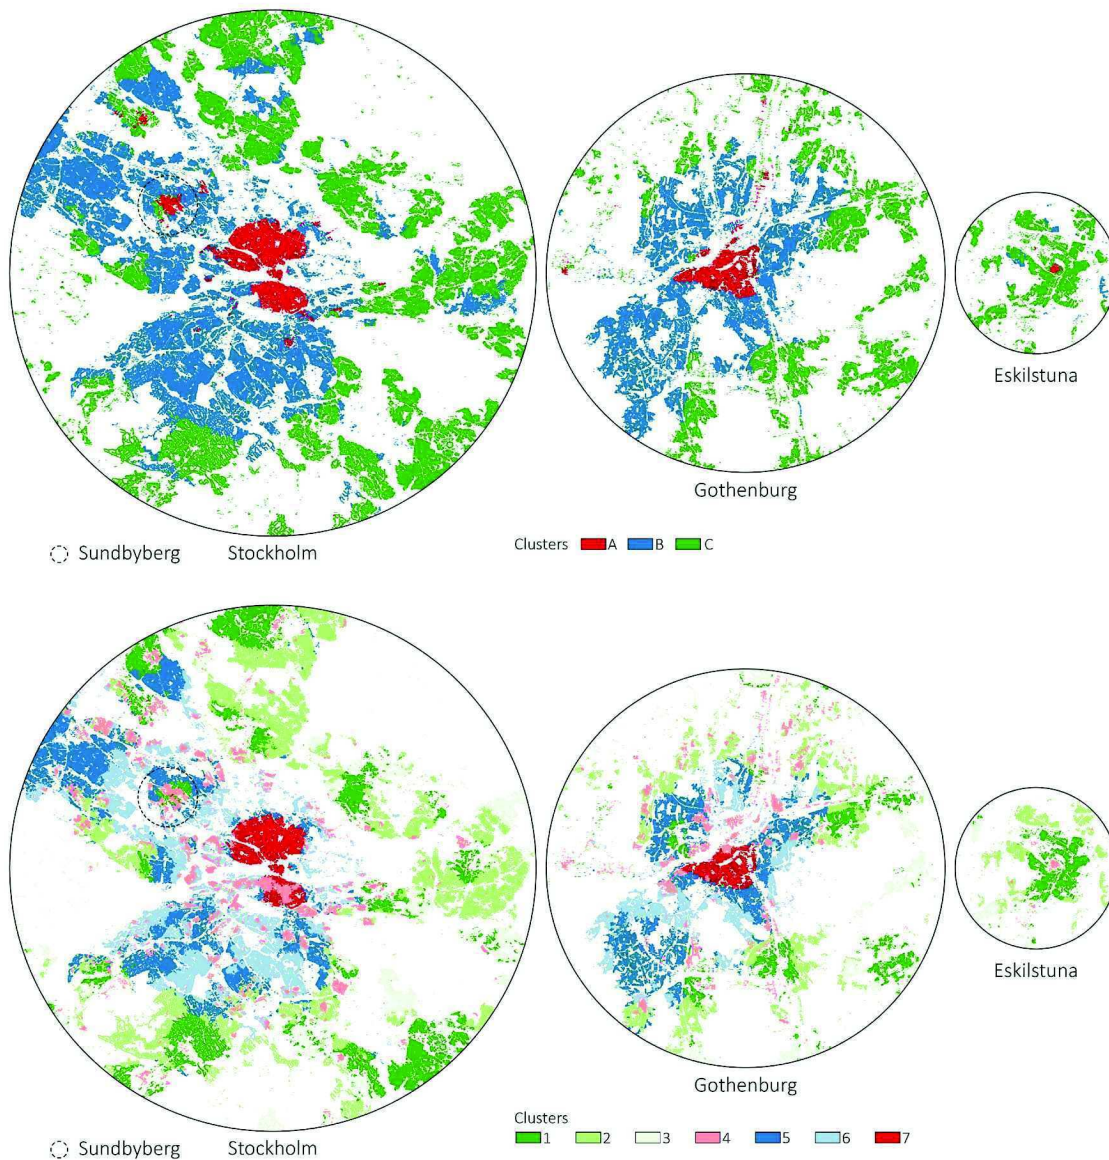 Eskilstuna
Gothenburg
Sundbyberg Stockholm
Clusters A B C
Eskilstuna
Gothenburg
Clusters
1 2 3 4 5 6 7
Sundbyberg Stockholm